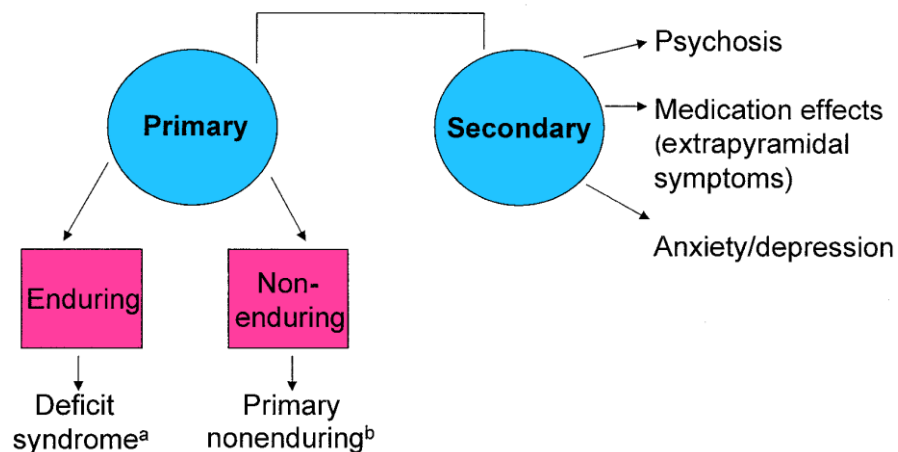 Primary
Secondary
Psychosis
Medication effects
(extrapyramidal
symptoms)
Anxiety/depression
Enduring
Non-
enduring
Deficit
syndromeᵃ
Primary
nonenduringᵇ